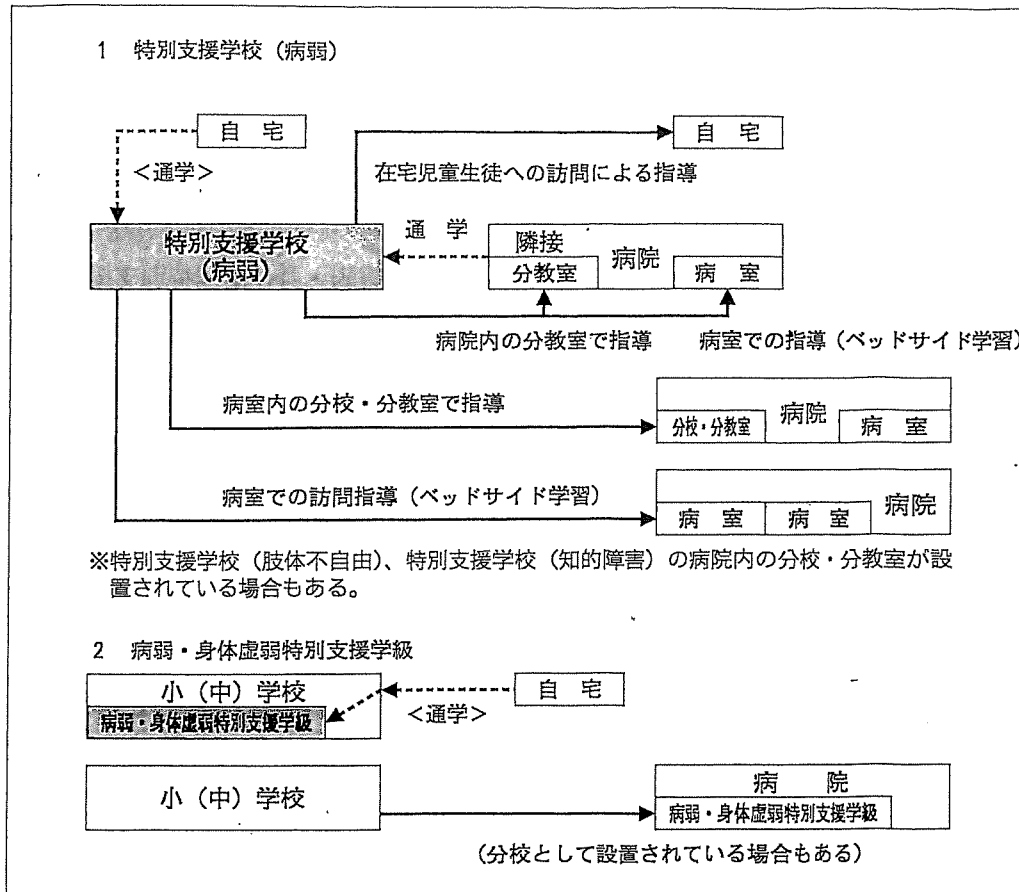 1 特別支援学校（病弱）
自 宅
自 宅
＜通学＞
在宅児童生徒への訪問による指導
特別支援学校
（病弱）
通 学
隣接
分教室
病院
病 室
病院内の分教室で指導
病室での指導（ベッドサイド学習）
病室内の分校・分教室で指導
分校・分教室
病院
病 室
病室での訪問指導（ベッドサイド学習）
病 室
病 室
病院
※特別支援学校（肢体不自由）、特別支援学校（知的障害）の病院内の分校・分教室が設
置されている場合もある。
2 病弱・身体虚弱特別支援学級
小（中）学校
病弱・身体虚弱特別支援学級
自 宅
＜通学＞
小（中）学校
病 院
病弱・身体虚弱特別支援学級
（分校として設置されている場合もある）